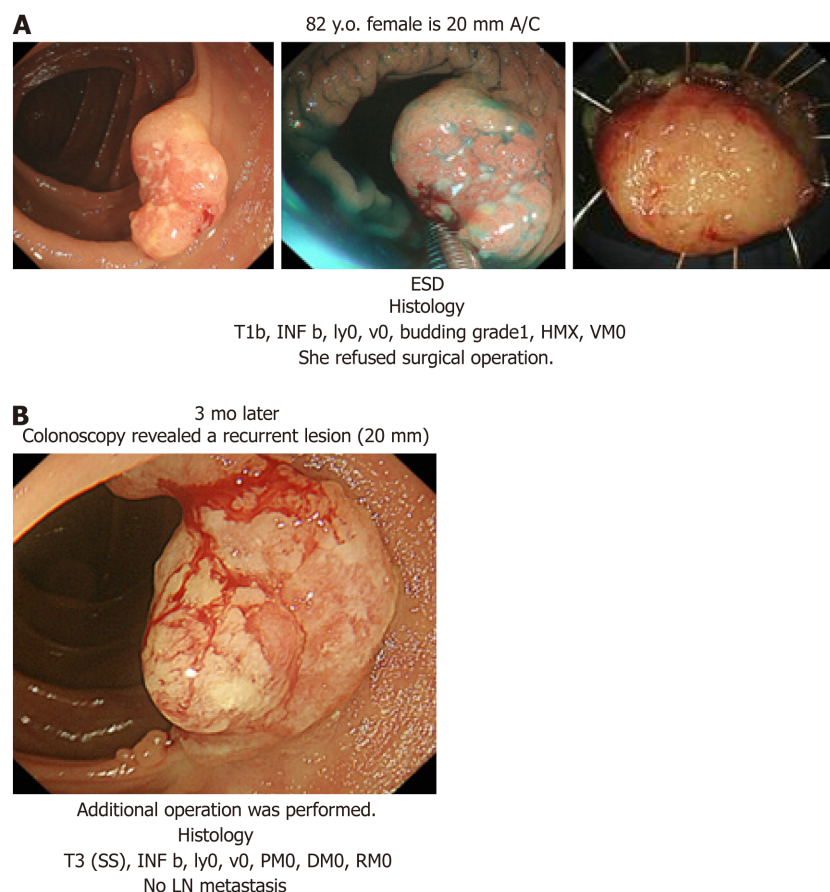 A
82 y.o. female is 20 mm A/C
ESD
Histology
T1b, INF b, ly0, v0, budding grade1, HMX, VM0
She refused surgical operation.
B
3 mo later
Colonoscopy revealed a recurrent lesion (20 mm)
Additional operation was performed.
Histology
T3 (SS), INF b, ly0, v0, PM0, DM0, RM0
No LN metastasis